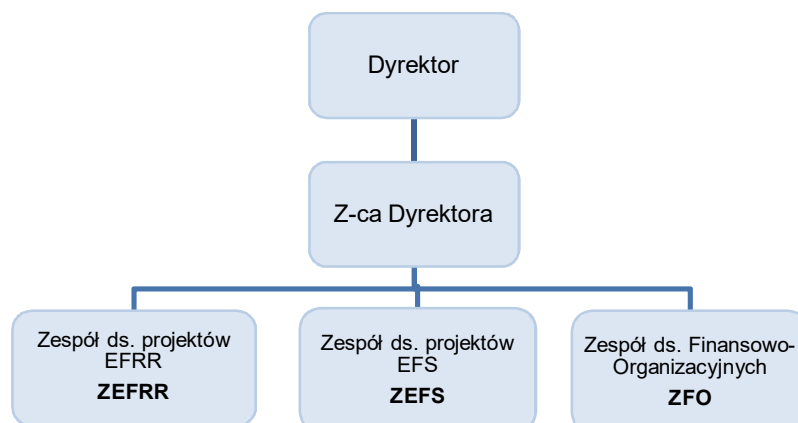 Dyrektor
Z-ca Dyrektora
Zespół ds. projektów
EFRR
ZEFRR
Zespół ds. projektów
EFS
ZEFS
Zespół ds. Finansowo-
Organizacyjnych
ZFO